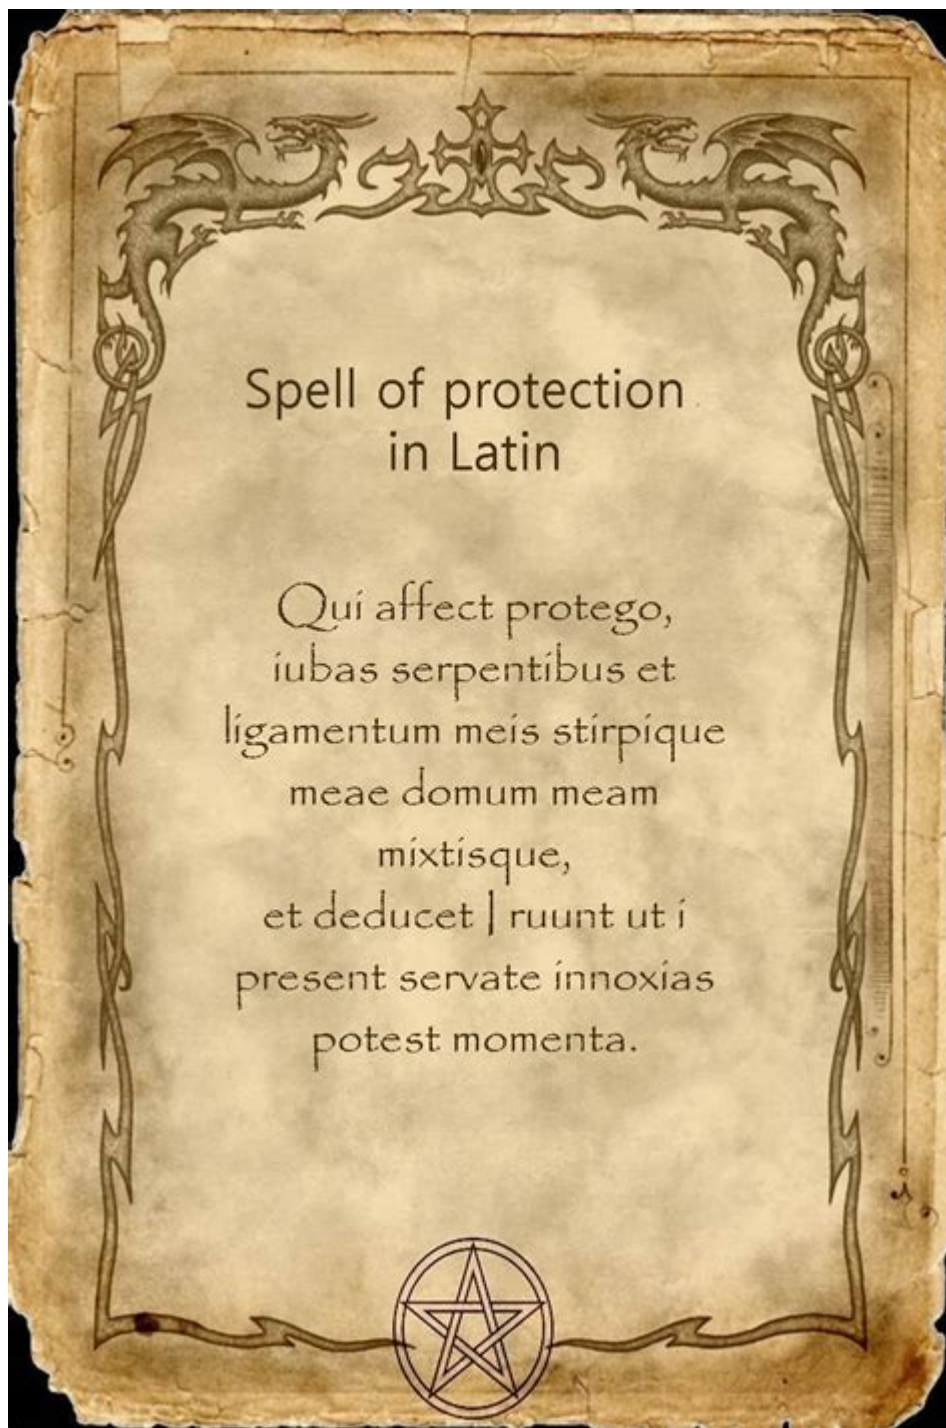 Spell of protection
in Latin
Qui affect protego,
iubas serpentibus et
ligamentum meis stirpique
meae domum meam
mixtisque,
et deducet | ruunt ut i
present servate innoxias
potest momenta.